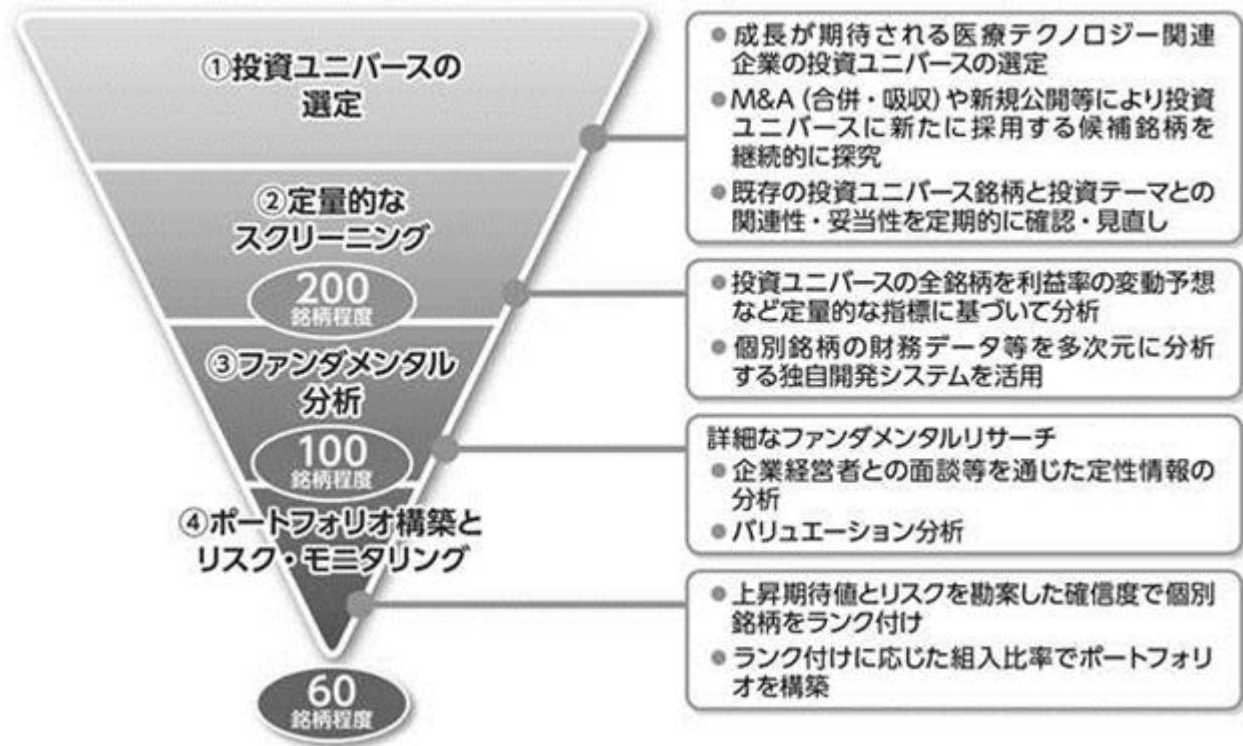 ①投資ユニバースの
選定
②定量的な
スクリーニング
200
銘柄程度
③ファンダメンタル
分析
100
銘柄程度
④ポートフォリオ構築と
リスク・モニタリング
60
銘柄程度
●成長が期待される医療テクノロジー関連
企業の投資ユニバースの選定
●M&A(合併・吸収)や新規公開等により投資
ユニバースに新たに採用する候補銘柄を
継続的に探究
●既存の投資ユニバース銘柄と投資テーマとの
関連性・妥当性を定期的に確認・見直し
●投資ユニバースの全銘柄を利益率の変動予想
など定量的な指標に基づいて分析
●個別銘柄の財務データ等を多次元に分析
する独自開発システムを活用
詳細なファンダメンタルリサーチ
●企業経営者との面談等を通じた定性情報の
分析
●バリュエーション分析
●上昇期待値とリスクを勘案した確信度で個別
銘柄をランク付け
●ランク付けに応じた組入比率でポートフォリ
オを構築